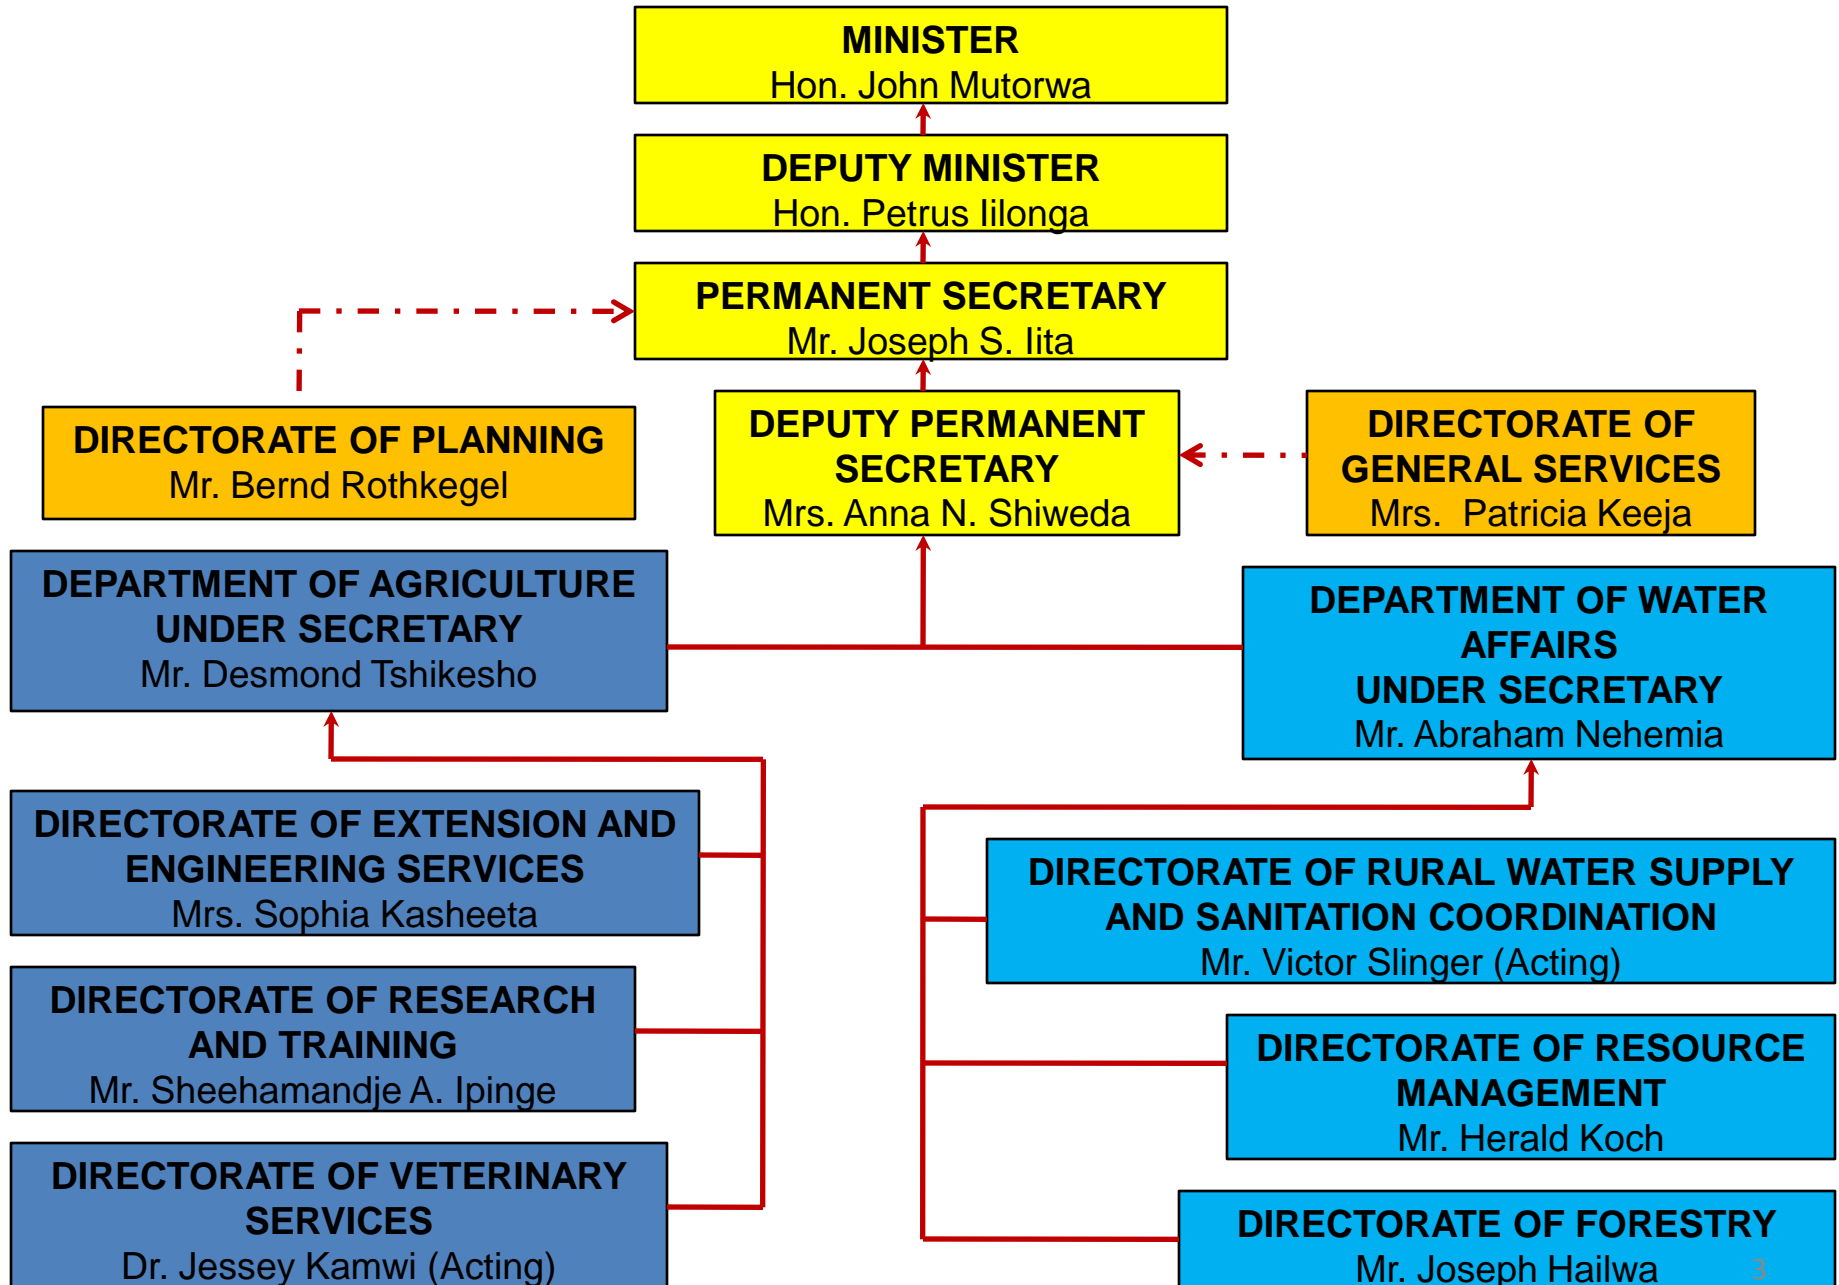 MINISTER
Hon. John Mutorwa
DEPUTY MINISTER
Hon. Petrus Iilonga
PERMANENT SECRETARY
Mr. Joseph S. Iita
DIRECTORATE OF PLANNING
Mr. Bernd Rothkegel
DEPUTY PERMANENT
SECRETARY
Mrs. Anna N. Shiweda
DIRECTORATE OF
GENERAL SERVICES
Mrs. Patricia Keeja
DEPARTMENT OF AGRICULTURE
UNDER SECRETARY
Mr. Desmond Tshikesho
DEPARTMENT OF WATER
AFFAIRS
UNDER SECRETARY
Mr. Abraham Nehemia
DIRECTORATE OF EXTENSION AND
ENGINEERING SERVICES
Mrs. Sophia Kasheeta
DIRECTORATE OF RURAL WATER SUPPLY
AND SANITATION COORDINATION
Mr. Victor Slinger (Acting)
DIRECTORATE OF RESEARCH
AND TRAINING
Mr. Sheehamandje A. Ipinge
DIRECTORATE OF RESOURCE
MANAGEMENT
Mr. Herald Koch
DIRECTORATE OF VETERINARY
SERVICES
Dr. Jessey Kamwi (Acting)
DIRECTORATE OF FORESTRY
Mr. Joseph Hailwa
3